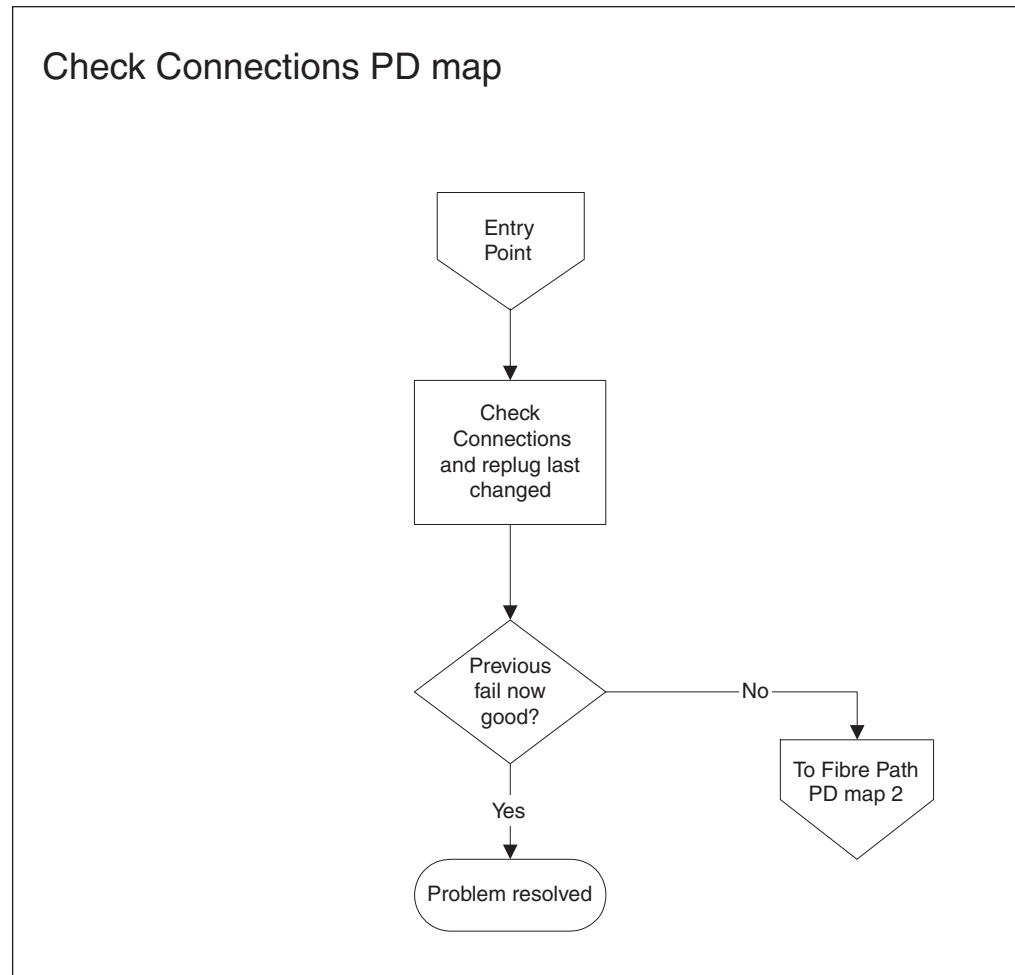 Check Connections PD map
Entry
Point
Check
Connections
and replug last
changed
Previous
fail now
good?
No
To Fibre Path
PD map 2
Yes
Problem resolved